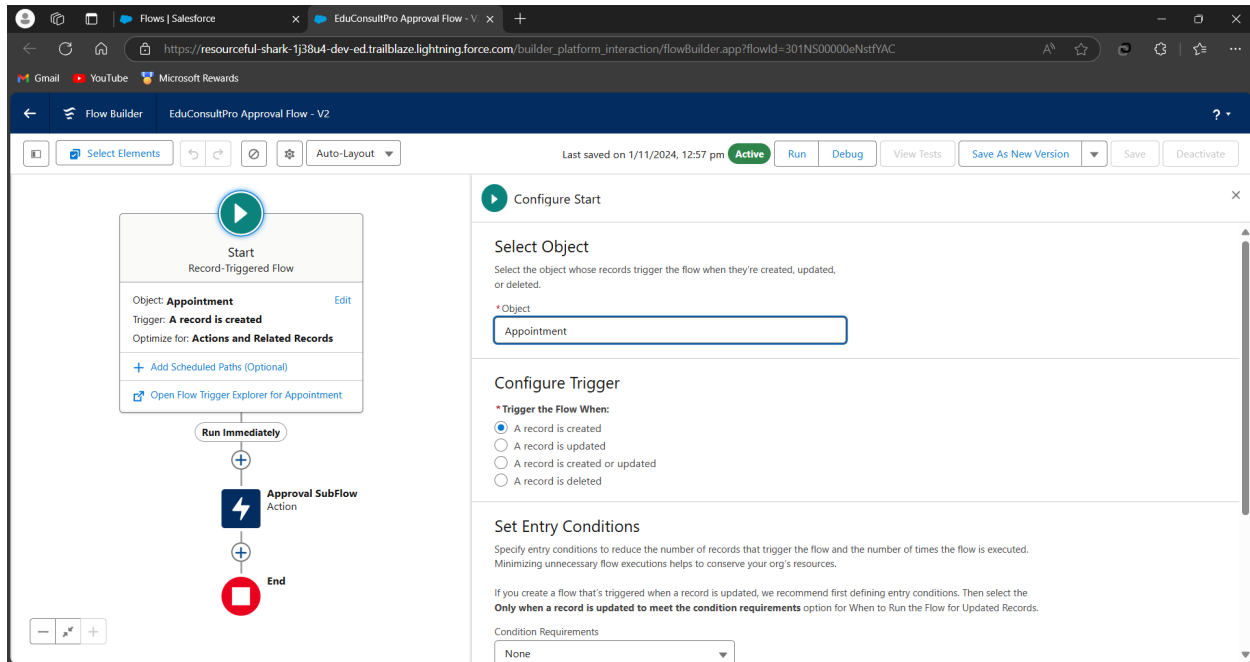 Flows | Salesforce
EduConsultPro Approval Flow - V
https://resourceful-shark-1j38u4-dev-ed.trailblaze.lightning.force.com/builder_platform_interaction/flowBuilder.app?flowId=301NS00000eNstfYAC
Gmail YouTube Microsoft Rewards
Flow Builder EduConsultPro Approval Flow - V2 ?
Select Elements Auto-Layout Last saved on 1/11/2024, 12:57 pm Active Run Debug View Tests Save As New Version Save Deactivate
Start
Record-Triggered Flow
Object: Appointment Edit
Trigger: A record is created
Optimize for: Actions and Related Records
Add Scheduled Paths (Optional)
Open Flow Trigger Explorer for Appointment
Run Immediately
Approval SubFlow
Action
End
Configure Start
Select Object
Select the object whose records trigger the flow when they're created, updated,
or deleted.
*Object
Appointment
Configure Trigger
*Trigger the Flow When:
A record is created
A record is updated
A record is created or updated
A record is deleted
Set Entry Conditions
Specify entry conditions to reduce the number of records that trigger the flow and the number of times the flow is executed.
Minimizing unnecessary flow executions helps to conserve your org's resources.
If you create a flow that's triggered when a record is updated, we recommend first defining entry conditions. Then select the
Only when a record is updated to meet the condition requirements option for When to Run the Flow for Updated Records.
Condition Requirements
None